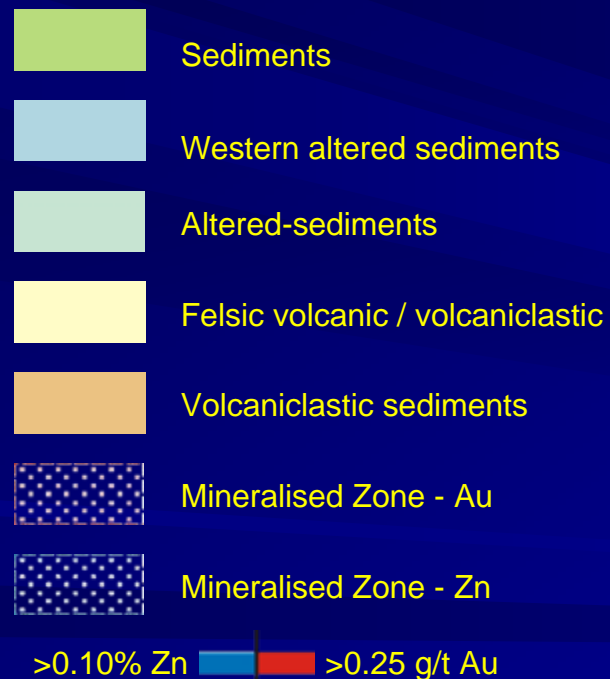 Sediments
Western altered sediments
Altered-sediments
Felsic volcanic / volcaniclastic
Volcaniclastic sediments
Mineralised Zone - Au
Mineralised Zone - Zn
>0.10% Zn >0.25 g/t Au